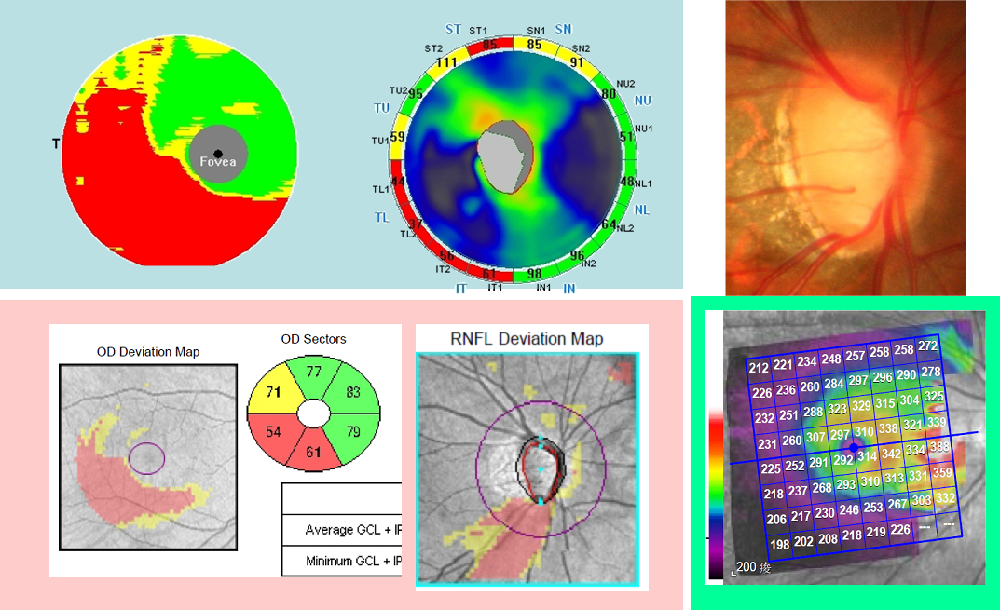 T
Fovea
ST
ST1
SN1
SN
ST2
85
85
SN2
111
91
TU2
95
80
NU2
TU
NU
TU1
59
51
NU1
TL1
44
48
NL1
TL
NL
TL2
37
64
NL2
IT2
56
96
IN2
61
98
IT
IT1
IN1
IN
OD Deviation Map
OD Sectors
77
71
83
54
79
61
Average GCL + IP
Minimum GCL + IP
RNFL Deviation Map
212 221 234 248 257 258 258 272
226 236 260 284 297 296 290 278
232 251 288 323 329 315 304 325
231 260 307 297 310 338 321 339
225 252 291 292 314 342 334 388
218 237 268 293 310 313 331 359
206 217 230 246 253 267 303 332
198 202 208 218 219 226 --- ---
200